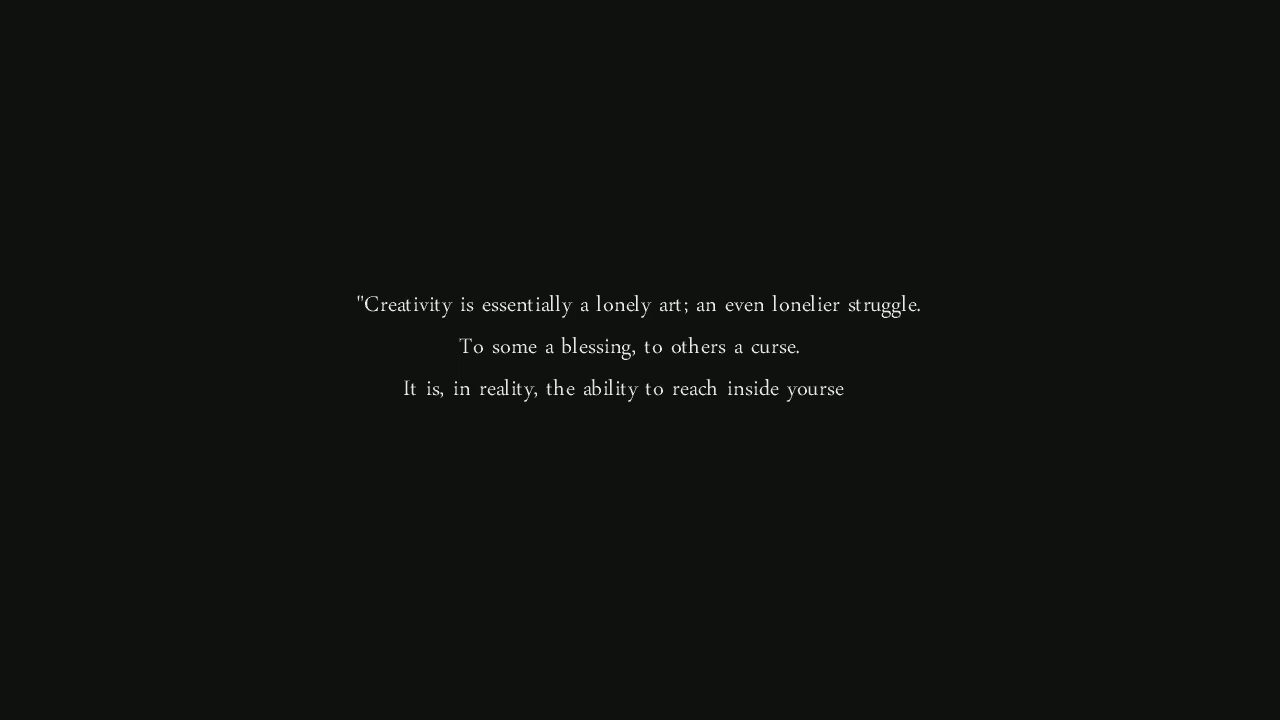 "Creativity is essentially a lonely art; an even lonelier struggle.
To some a blessing, to others a curse.
It is, in reality, the ability to reach inside yourse